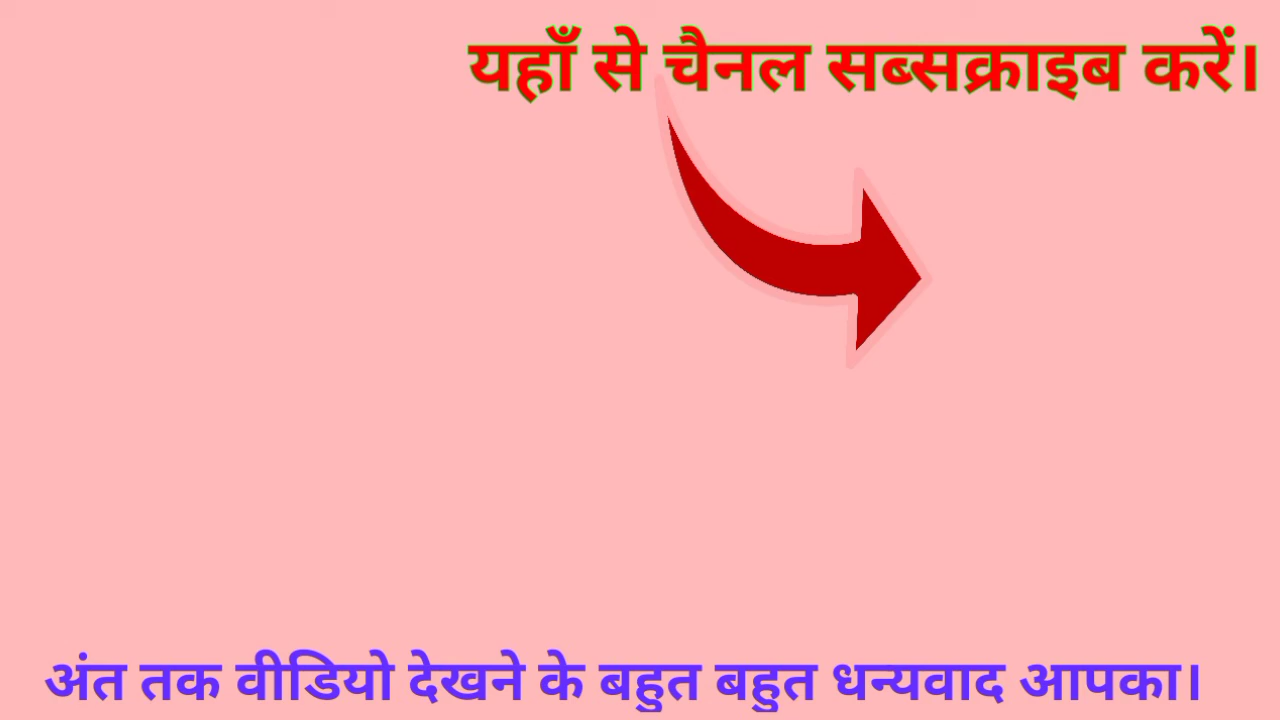 यहाँ से चैनल सब्सक्राइब करें।
अंत तक वीडियो देखने के बहुत बहुत धन्यवाद आपका।